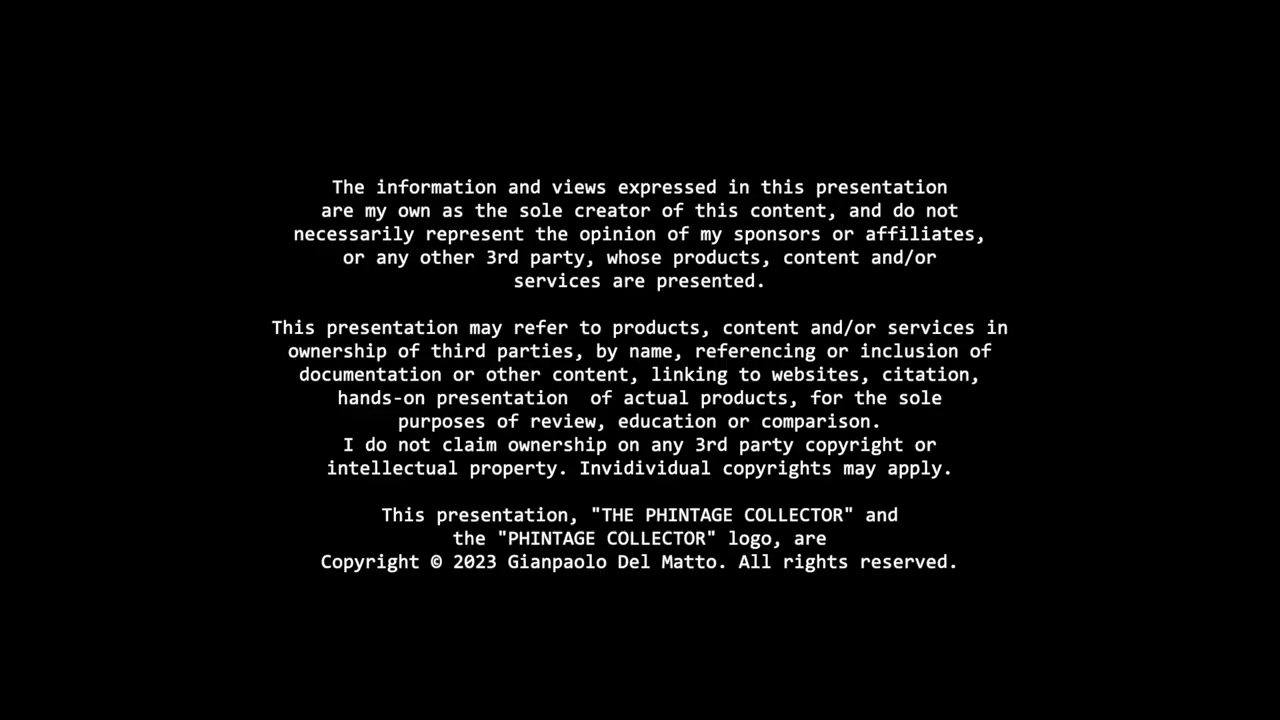 The information and views expressed in this presentation
are my own as the sole creator of this content, and do not
necessarily represent the opinion of my sponsors or affiliates,
or any other 3rd party, whose products, content and/or
services are presented.
This presentation may refer to products, content and/or services in
ownership of third parties, by name, referencing or inclusion of
documentation or other content, linking to websites, citation,
hands-on presentation  of actual products, for the sole
purposes of review, education or comparison.
I do not claim ownership on any 3rd party copyright or
intellectual property. Invidividual copyrights may apply.
This presentation, "THE PHINTAGE COLLECTOR" and
the "PHINTAGE COLLECTOR" logo, are
Copyright © 2023 Gianpaolo Del Matto. All rights reserved.